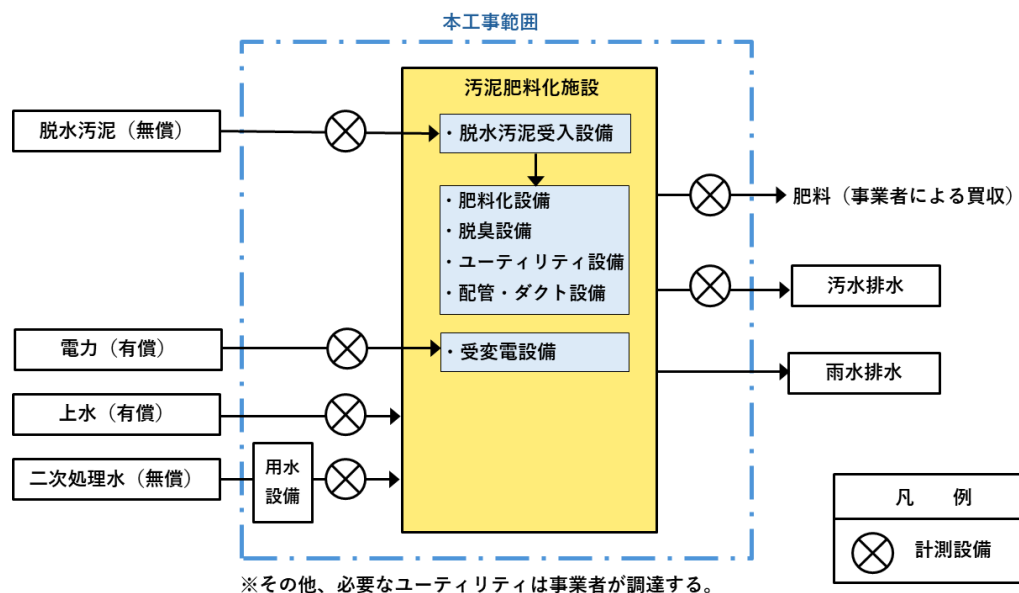 本工事範囲
汚泥肥料化施設
脱水汚泥（無償）
・脱水汚泥受入設備
・肥料化設備
・脱臭設備
・ユーティリティ設備
・配管・ダクト設備
肥料（事業者による買収）
汚水排水
電力（有償）
・受変電設備
雨水排水
上水（有償）
二次処理水（無償）
用水
設備
凡　例
計測設備
※その他、必要なユーティリティは事業者が調達する。